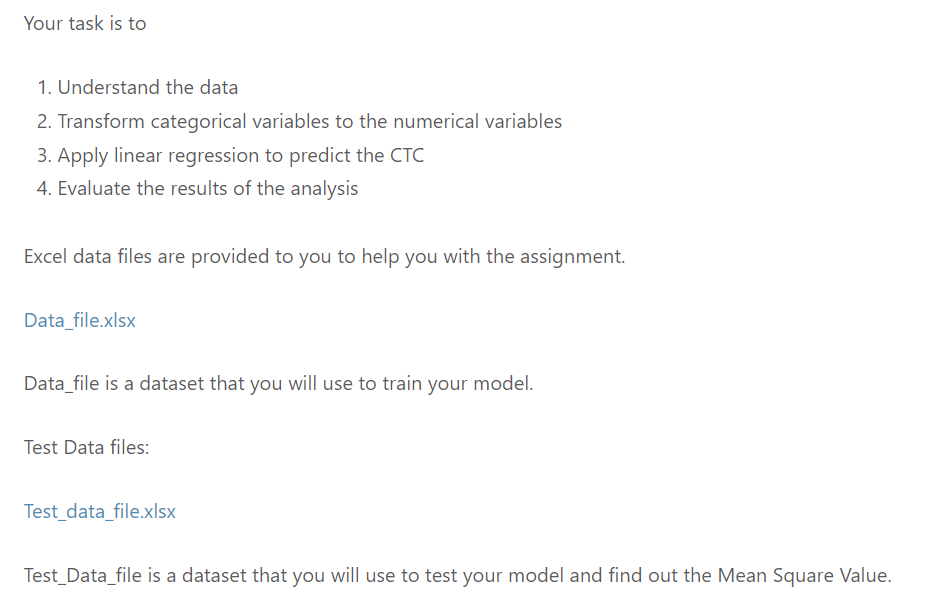 Your task is to
1. Understand the data
2. Transform categorical variables to the numerical variables
3. Apply linear regression to predict the CTC
4. Evaluate the results of the analysis
Excel data files are provided to you to help you with the assignment.
Data_file.xlsx
Data_file is a dataset that you will use to train your model.
Test Data files:
Test_data_file.xlsx
Test_Data_file is a dataset that you will use to test your model and find out the Mean Square Value.